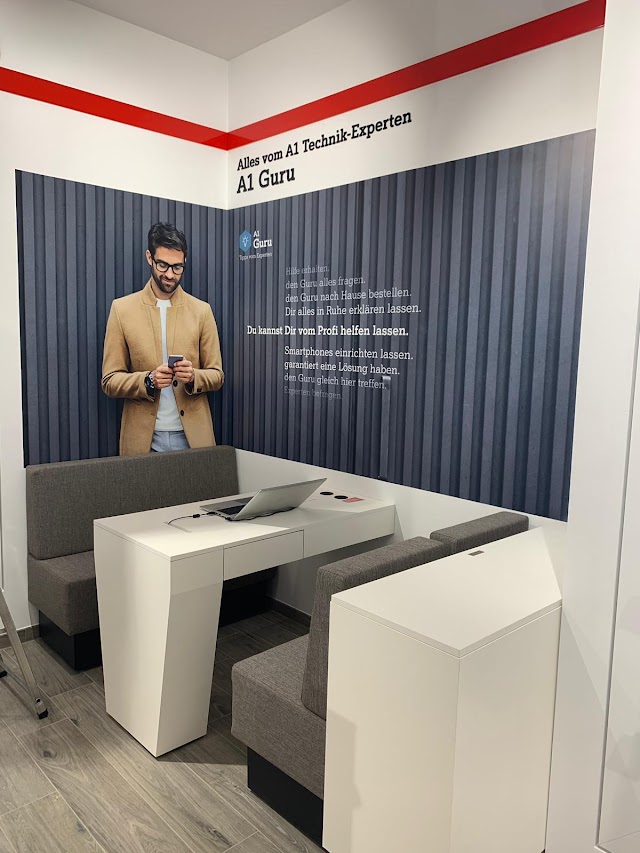 Alles vom A1 Technik-Experten
A1 Guru
A1
Guru
Tipps vom Experten
Hilfe erhalten.
den Guru alles fragen.
den Guru nach Hause bestellen.
Dir alles in Ruhe erklären lassen.
Du kannst Dir vom Profi helfen lassen.
Smartphones einrichten lassen.
garantiert eine Lösung haben.
den Guru gleich hier treffen.
Experten befragen.